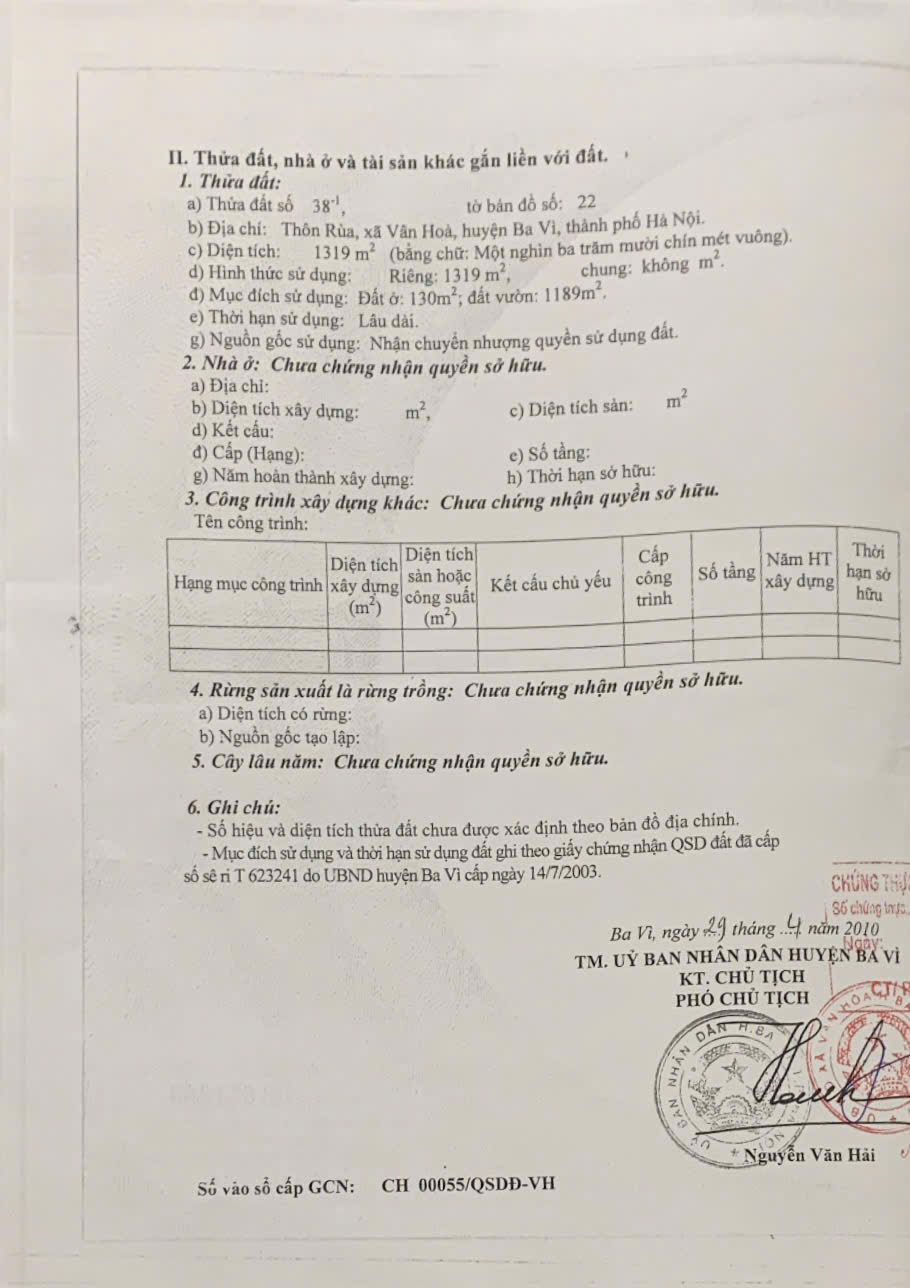 II. Thửa đất, nhà ở và tài sản khác gắn liền với đất.
1. Thửa đất:
a) Thửa đất số 38⁻¹, tờ bản đồ số: 22
b) Địa chỉ: Thôn Rùa, xã Vân Hoà, huyện Ba Vì, thành phố Hà Nội.
c) Diện tích: 1319 m² (bằng chữ: Một nghìn ba trăm mười chín mét vuông).
d) Hình thức sử dụng: Riêng: 1319 m², chung: không m².
đ) Mục đích sử dụng: Đất ở: 130m²; đất vườn: 1189m².
e) Thời hạn sử dụng: Lâu dài.
g) Nguồn gốc sử dụng: Nhận chuyển nhượng quyền sử dụng đất.
2. Nhà ở: Chưa chứng nhận quyền sở hữu.
a) Địa chỉ:
b) Diện tích xây dựng: m², c) Diện tích sàn: m²
d) Kết cấu:
đ) Cấp (Hạng): e) Số tầng:
g) Năm hoàn thành xây dựng: h) Thời hạn sở hữu:
3. Công trình xây dựng khác: Chưa chứng nhận quyền sở hữu.
Tên công trình:
Hạng mục công trình
Diện tích
xây dựng
(m²)
Diện tích
sàn hoặc
công suất
(m²)
Kết cấu chủ yếu
Cấp
công
trình
Số tầng
Năm HT
xây dựng
Thời
hạn sở
hữu
4. Rừng sản xuất là rừng trồng: Chưa chứng nhận quyền sở hữu.
a) Diện tích có rừng:
b) Nguồn gốc tạo lập:
5. Cây lâu năm: Chưa chứng nhận quyền sở hữu.
6. Ghi chú:
- Số hiệu và diện tích thửa đất chưa được xác định theo bản đồ địa chính.
- Mục đích sử dụng và thời hạn sử dụng đất ghi theo giấy chứng nhận QSD đất đã cấp
số sê ri T 623241 do UBND huyện Ba Vì cấp ngày 14/7/2003.
CHỨNG THỰ
Số chứng thực
Ngày:
Ba Vì, ngày 29 tháng 4 năm 2010
TM. UỶ BAN NHÂN DÂN HUYỆN BA VÌ
KT. CHỦ TỊCH
PHÓ CHỦ TỊCH
UỶ BAN NHÂN DÂN H.BA
Nguyễn Văn Hải
Số vào sổ cấp GCN: CH 00055/QSDĐ-VH